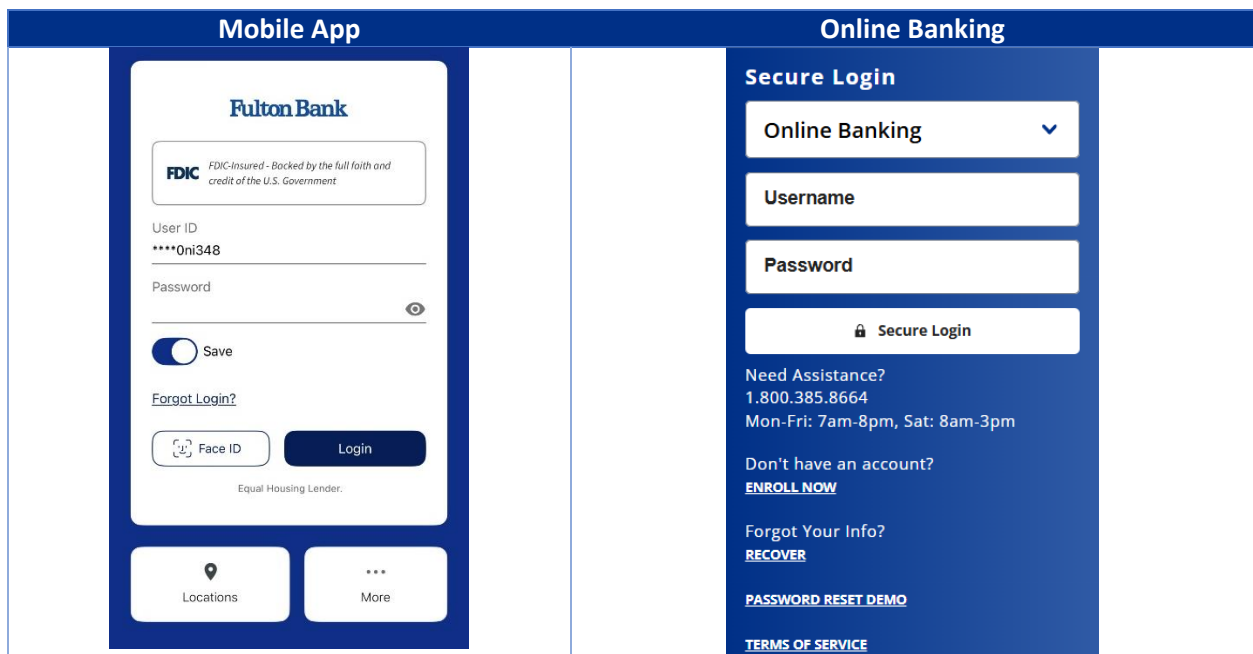 Mobile App
Online Banking
Fulton Bank
FDIC
FDIC-Insured - Backed by the full faith and
credit of the U.S. Government
User ID
****0ni348
Password
Save
Forgot Login?
Face ID
Login
Equal Housing Lender.
Locations
More
Secure Login
Online Banking
Username
Password
Secure Login
Need Assistance?
1.800.385.8664
Mon-Fri: 7am-8pm, Sat: 8am-3pm
Don't have an account?
ENROLL NOW
Forgot Your Info?
RECOVER
PASSWORD RESET DEMO
TERMS OF SERVICE